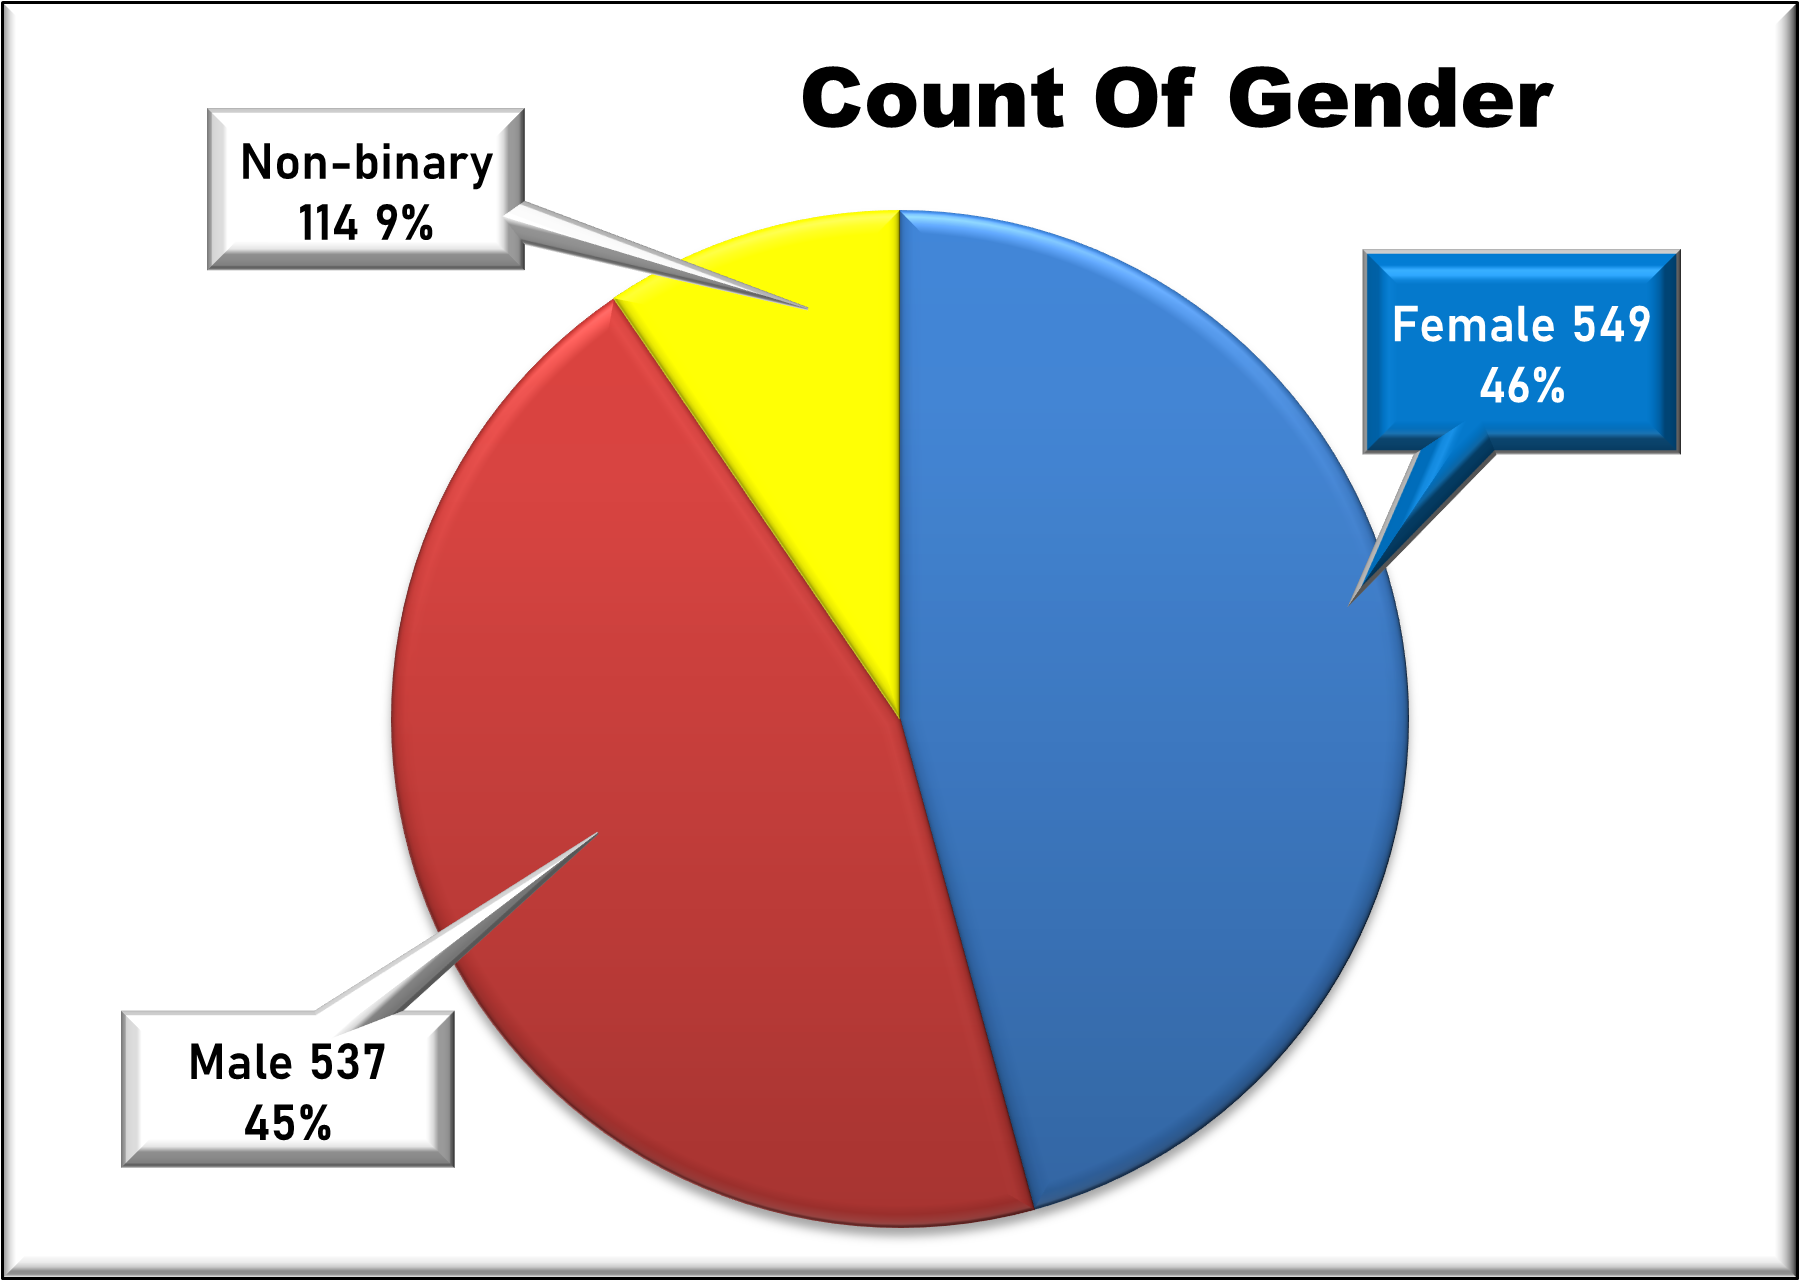 Count Of Gender
Non-binary
114 9%
Female 549
46%
Male 537
45%